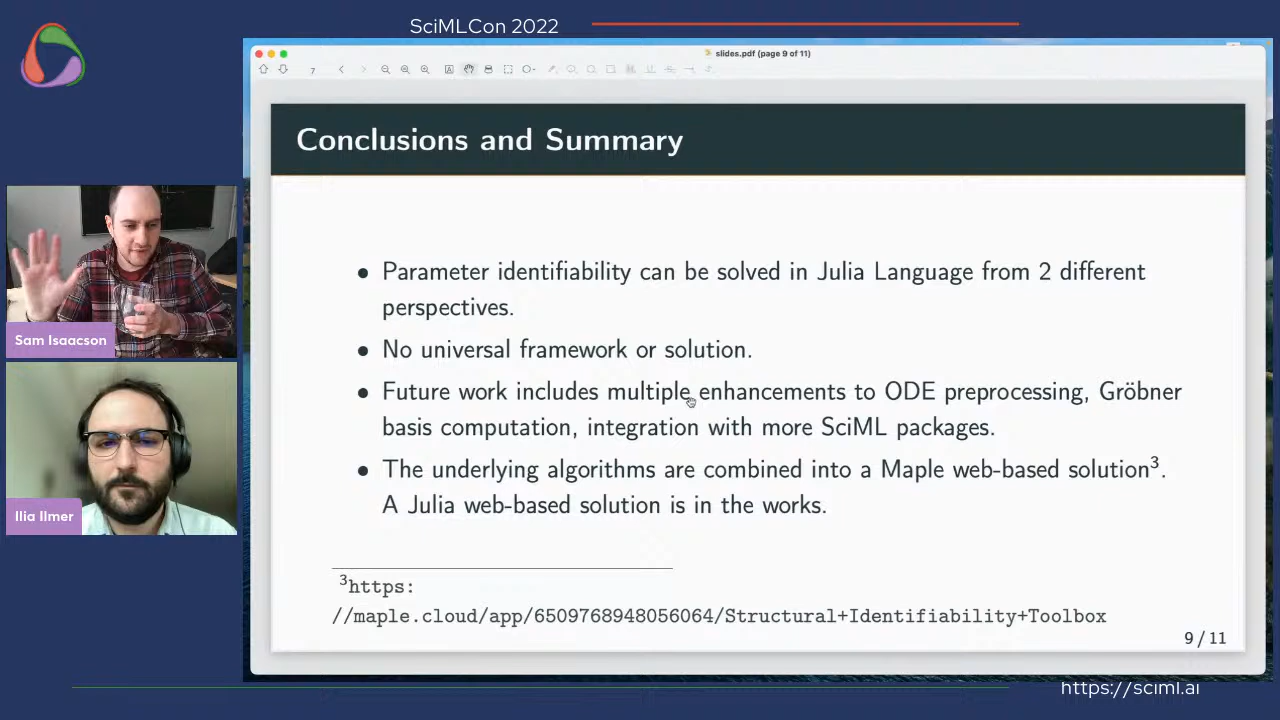 SciMLCon 2022
slides.pdf (page 9 of 11)
7
Conclusions and Summary
• Parameter identifiability can be solved in Julia Language from 2 different
perspectives.
• No universal framework or solution.
• Future work includes multiple enhancements to ODE preprocessing, Gröbner
basis computation, integration with more SciML packages.
• The underlying algorithms are combined into a Maple web-based solution³.
A Julia web-based solution is in the works.
³https:
//maple.cloud/app/6509768948056064/Structural+Identifiability+Toolbox
9 / 11
Sam Isaacson
Ilia Ilmer
https://sciml.ai